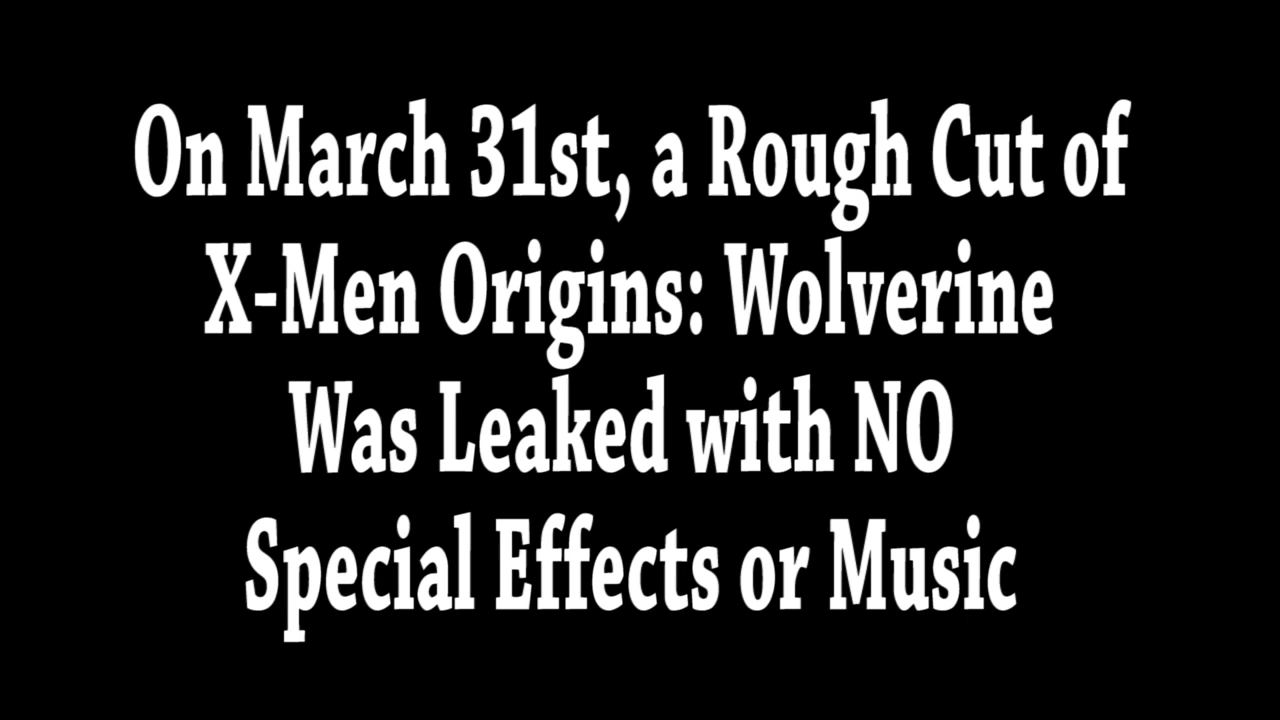 On March 31st, a Rough Cut of
X-Men Origins: Wolverine
Was Leaked with NO
Special Effects or Music